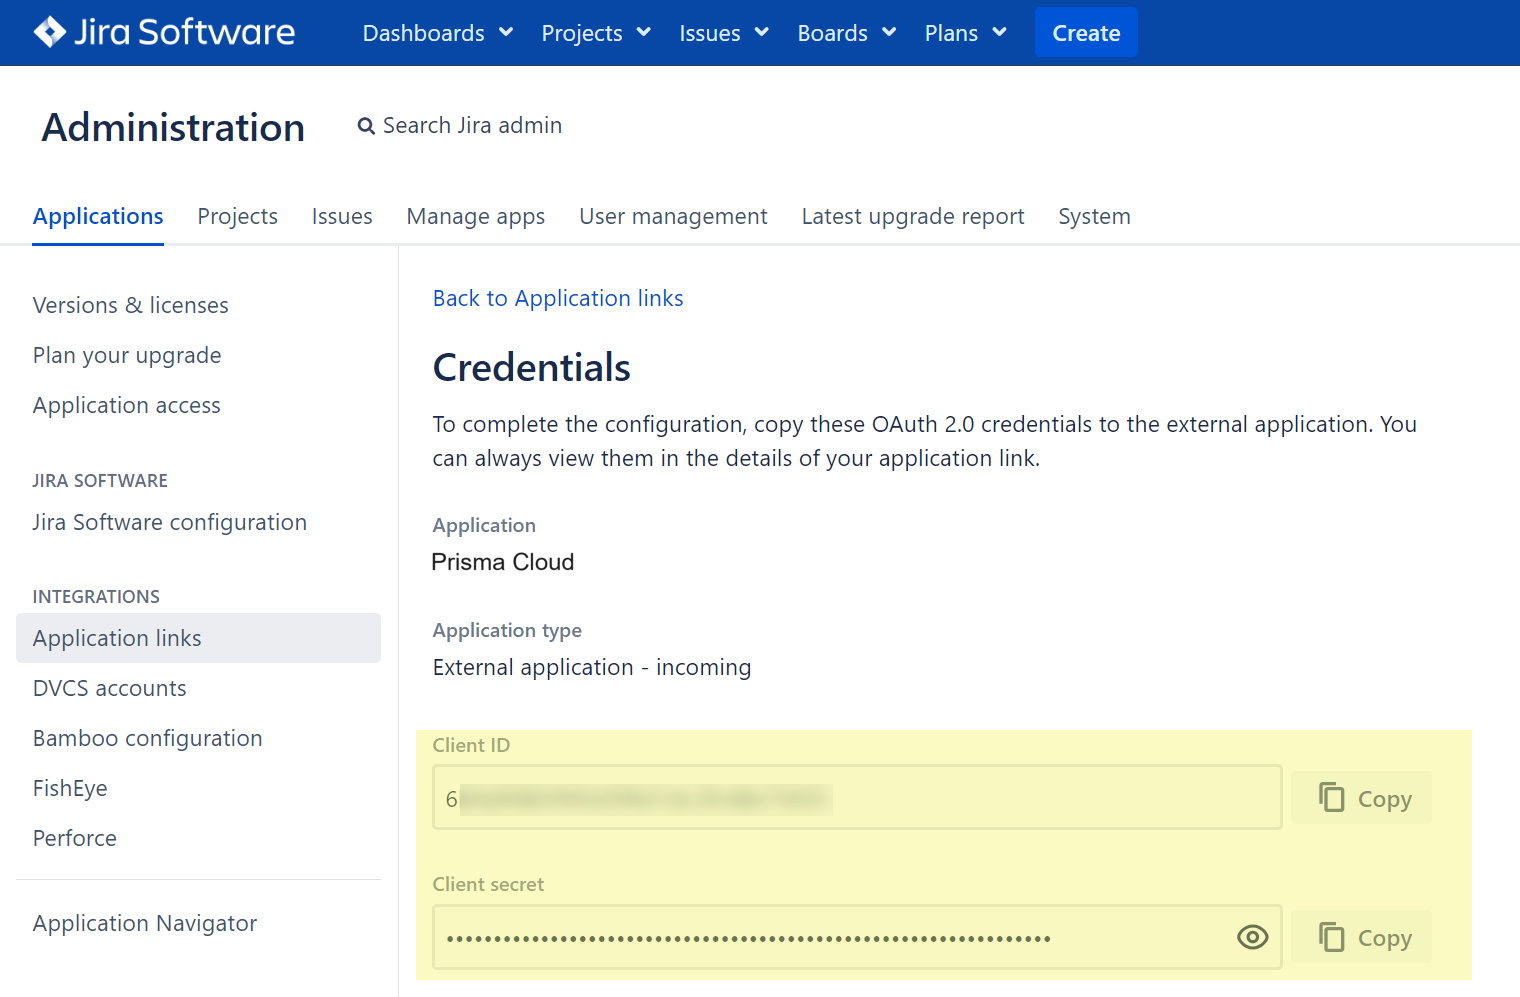 Jira Software
Dashboards Projects Issues Boards Plans Create
Administration
Search Jira admin
Applications Projects Issues Manage apps User management Latest upgrade report System
Versions & licenses
Plan your upgrade
Application access
JIRA SOFTWARE
Jira Software configuration
INTEGRATIONS
Application links
DVCS accounts
Bamboo configuration
FishEye
Perforce
Application Navigator
Back to Application links
Credentials
To complete the configuration, copy these OAuth 2.0 credentials to the external application. You
can always view them in the details of your application link.
Application
Prisma Cloud
Application type
External application - incoming
Client ID
6
Copy
Client secret
Copy